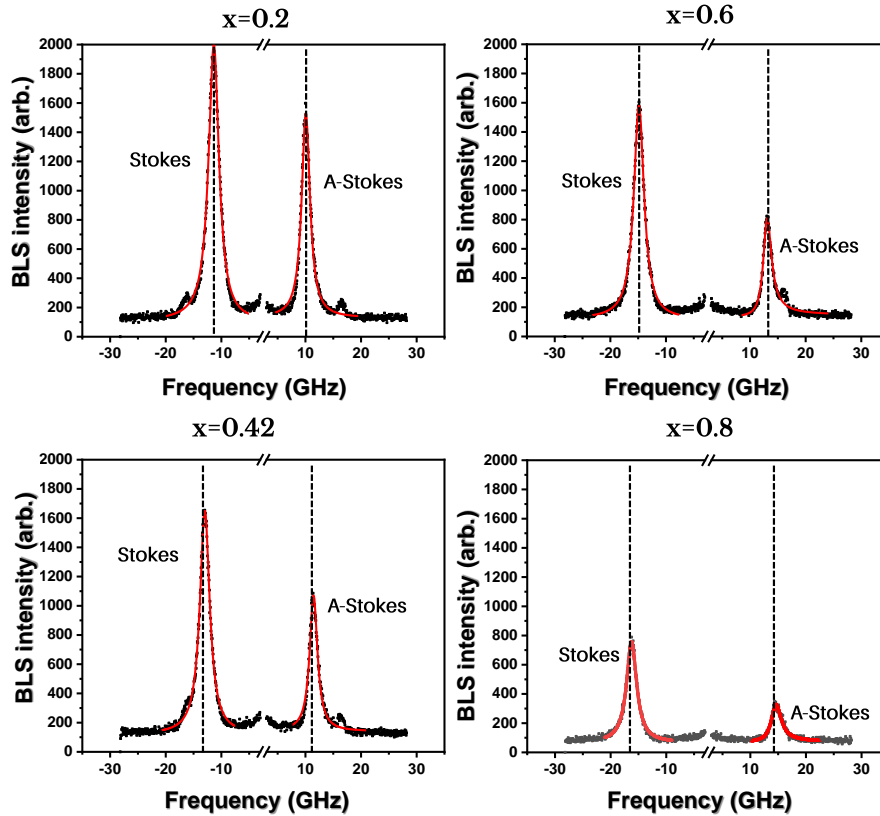 x=0.2
2000
1800
1600
1400
1200
1000
800
600
400
200
0
BLS intensity (arb.)
Stokes
A-Stokes
-30 -20 -10 10 20 30
Frequency (GHz)
x=0.6
2000
1800
1600
1400
1200
1000
800
600
400
200
0
BLS intensity (arb.)
Stokes
A-Stokes
-30 -20 -10 10 20 30
Frequency (GHz)
x=0.42
2000
1800
1600
1400
1200
1000
800
600
400
200
0
BLS intensity (arb.)
Stokes
A-Stokes
-30 -20 -10 10 20 30
Frequency (GHz)
x=0.8
2000
1800
1600
1400
1200
1000
800
600
400
200
0
BLS intensity (arb.)
Stokes
A-Stokes
-30 -20 -10 10 20 30
Frequency (GHz)